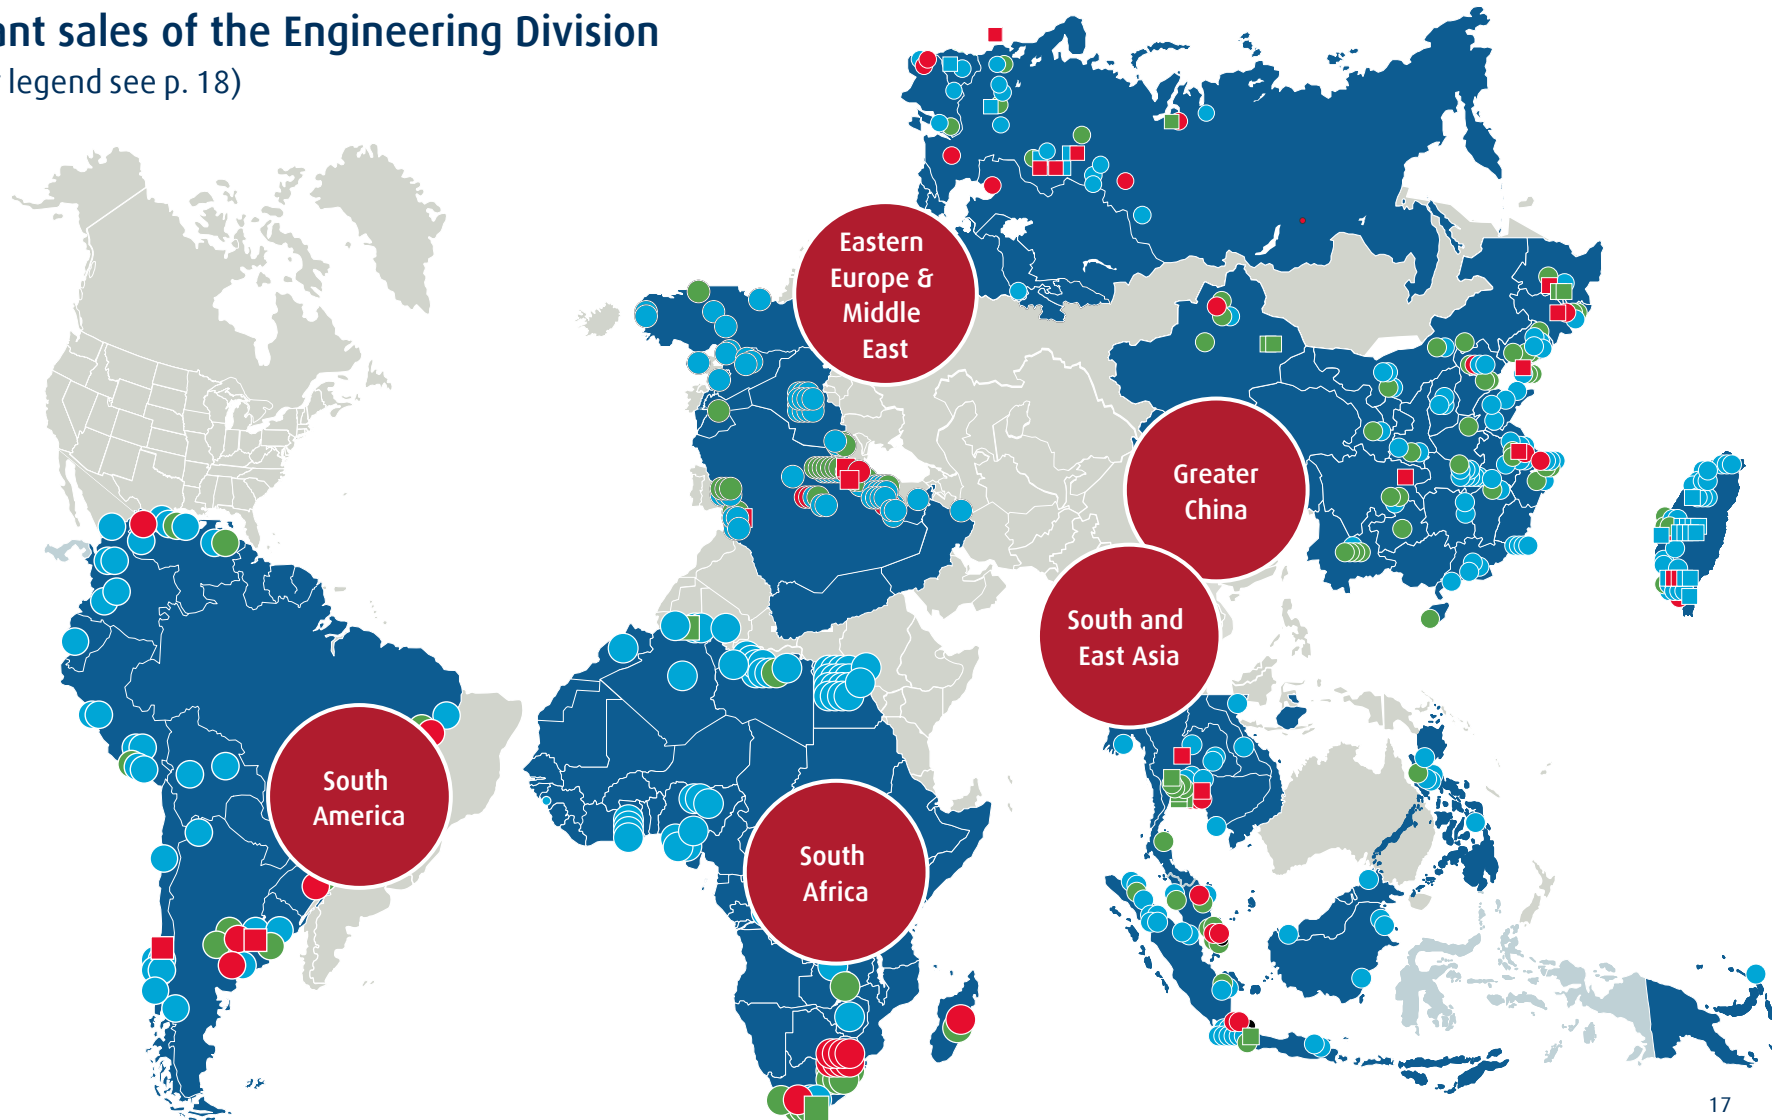 ant sales of the Engineering Division
legend see p. 18)
Eastern
Europe &
Middle
East
Greater
China
South and
East Asia
South
America
South
Africa
17